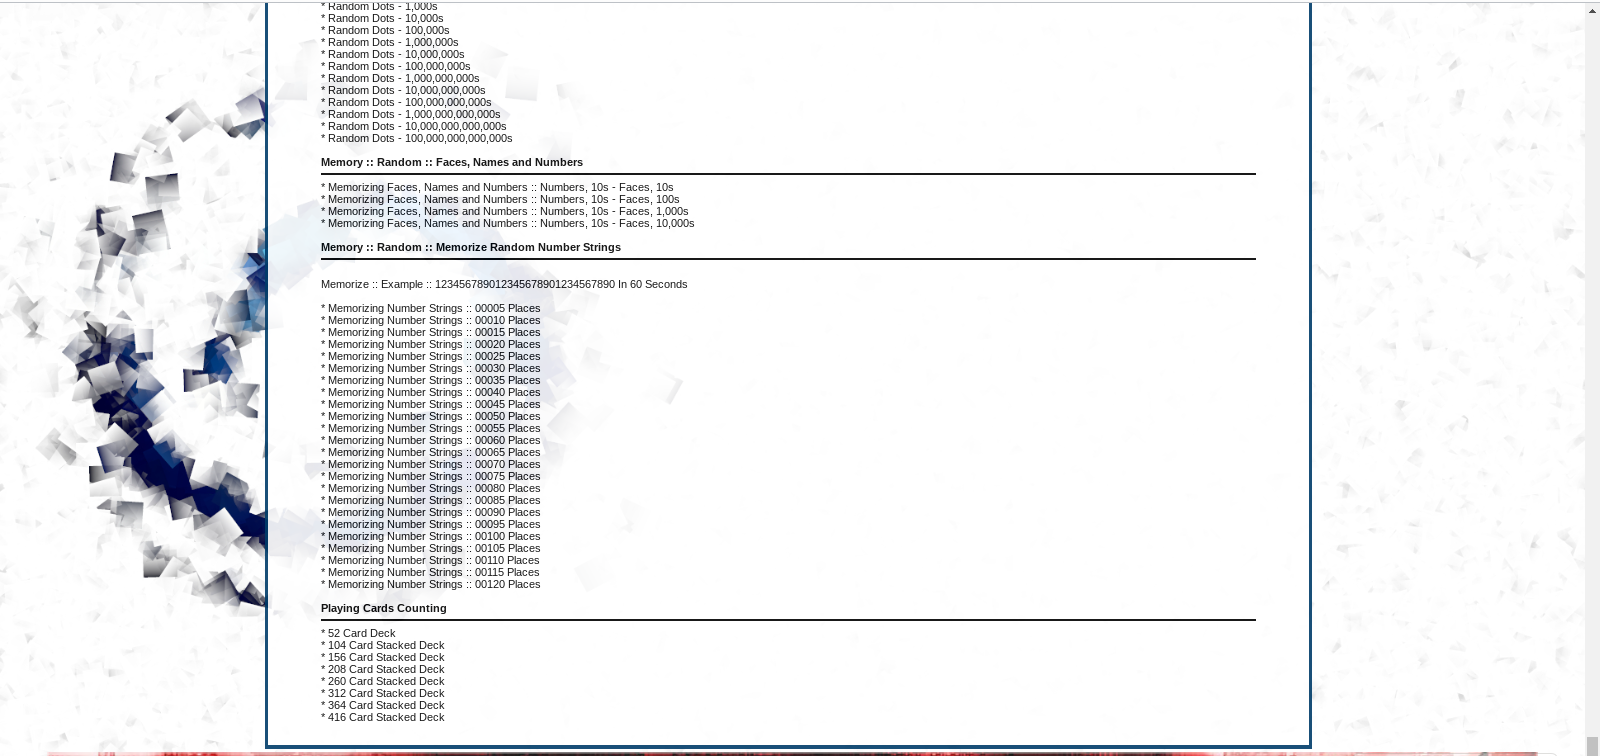 * Random Dots - 1,000s
* Random Dots - 10,000s
* Random Dots - 100,000s
* Random Dots - 1,000,000s
* Random Dots - 10,000,000s
* Random Dots - 100,000,000s
* Random Dots - 1,000,000,000s
* Random Dots - 10,000,000,000s
* Random Dots - 100,000,000,000s
* Random Dots - 1,000,000,000,000s
* Random Dots - 10,000,000,000,000s
* Random Dots - 100,000,000,000,000s
Memory :: Random :: Faces, Names and Numbers
* Memorizing Faces, Names and Numbers :: Numbers, 10s - Faces, 10s
* Memorizing Faces, Names and Numbers :: Numbers, 10s - Faces, 100s
* Memorizing Faces, Names and Numbers :: Numbers, 10s - Faces, 1,000s
* Memorizing Faces, Names and Numbers :: Numbers, 10s - Faces, 10,000s
Memory :: Random :: Memorize Random Number Strings
Memorize :: Example :: 123456789012345678901234567890 In 60 Seconds
* Memorizing Number Strings :: 00005 Places
* Memorizing Number Strings :: 00010 Places
* Memorizing Number Strings :: 00015 Places
* Memorizing Number Strings :: 00020 Places
* Memorizing Number Strings :: 00025 Places
* Memorizing Number Strings :: 00030 Places
* Memorizing Number Strings :: 00035 Places
* Memorizing Number Strings :: 00040 Places
* Memorizing Number Strings :: 00045 Places
* Memorizing Number Strings :: 00050 Places
* Memorizing Number Strings :: 00055 Places
* Memorizing Number Strings :: 00060 Places
* Memorizing Number Strings :: 00065 Places
* Memorizing Number Strings :: 00070 Places
* Memorizing Number Strings :: 00075 Places
* Memorizing Number Strings :: 00080 Places
* Memorizing Number Strings :: 00085 Places
* Memorizing Number Strings :: 00090 Places
* Memorizing Number Strings :: 00095 Places
* Memorizing Number Strings :: 00100 Places
* Memorizing Number Strings :: 00105 Places
* Memorizing Number Strings :: 00110 Places
* Memorizing Number Strings :: 00115 Places
* Memorizing Number Strings :: 00120 Places
Playing Cards Counting
* 52 Card Deck
* 104 Card Stacked Deck
* 156 Card Stacked Deck
* 208 Card Stacked Deck
* 260 Card Stacked Deck
* 312 Card Stacked Deck
* 364 Card Stacked Deck
* 416 Card Stacked Deck